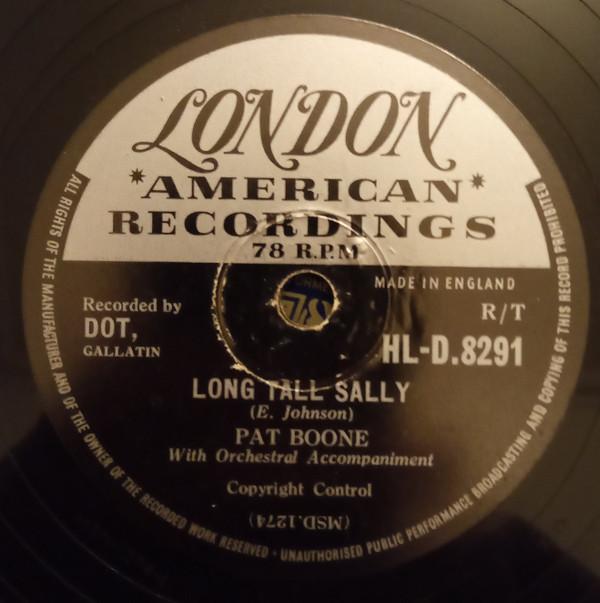 LONDON
*AMERICAN*
RECORDINGS
78 R.P.M
MADE IN ENGLAND
Recorded by
DOT,
GALLATIN
R/T
HL-D.8291
LONG TALL SALLY
(E. Johnson)
PAT BOONE
With Orchestral Accompaniment
Copyright Control
(MSD.1274)
ALL RIGHTS OF THE MANUFACTURER AND OF THE OWNER OF THE RECORDED WORK RESERVED · UNAUTHORISED PUBLIC PERFORMANCE BROADCASTING AND COPYING OF THIS RECORD PROHIBITED